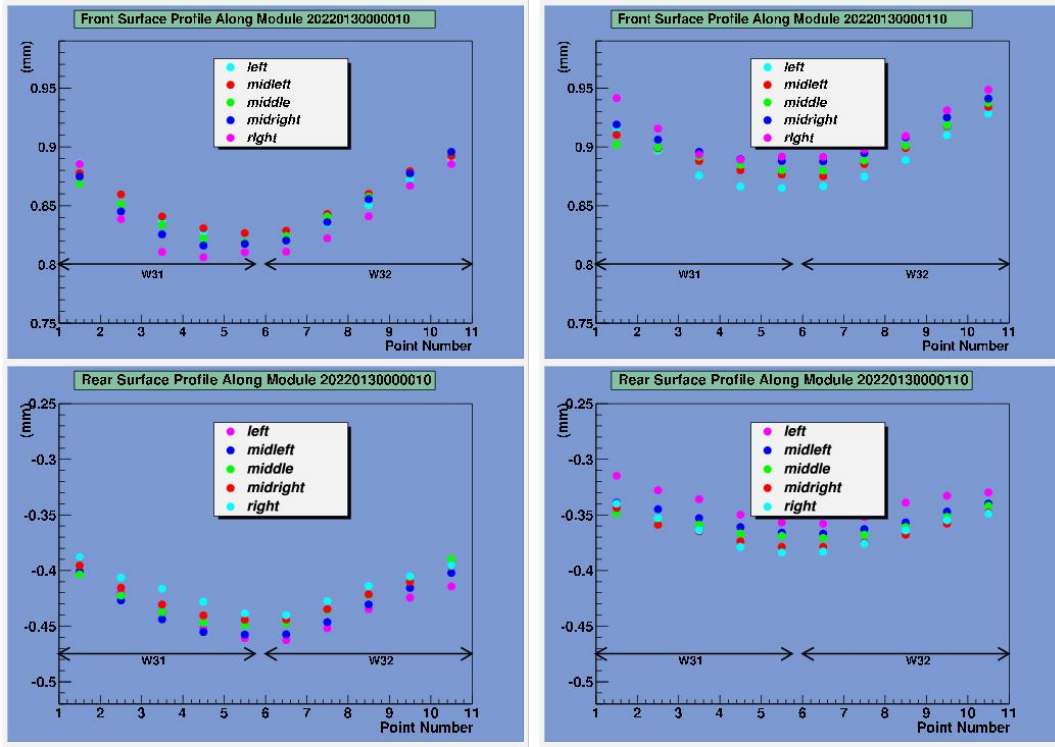 Front Surface Profile Along Module 20220130000010
(mm)
left
midleft
middle
midright
right
0.95
0.9
0.85
0.8
0.75
W31
W32
1 2 3 4 5 6 7 8 9 10 11
Point Number
Front Surface Profile Along Module 20220130000110
(mm)
left
midleft
middle
midright
right
0.95
0.9
0.85
0.8
0.75
W31
W32
1 2 3 4 5 6 7 8 9 10 11
Point Number
Rear Surface Profile Along Module 20220130000010
(mm)
left
midleft
middle
midright
right
-0.25
-0.3
-0.35
-0.4
-0.45
-0.5
W31
W32
1 2 3 4 5 6 7 8 9 10 11
Point Number
Rear Surface Profile Along Module 20220130000110
(mm)
left
midleft
middle
midright
right
-0.25
-0.3
-0.35
-0.4
-0.45
-0.5
W31
W32
1 2 3 4 5 6 7 8 9 10 11
Point Number